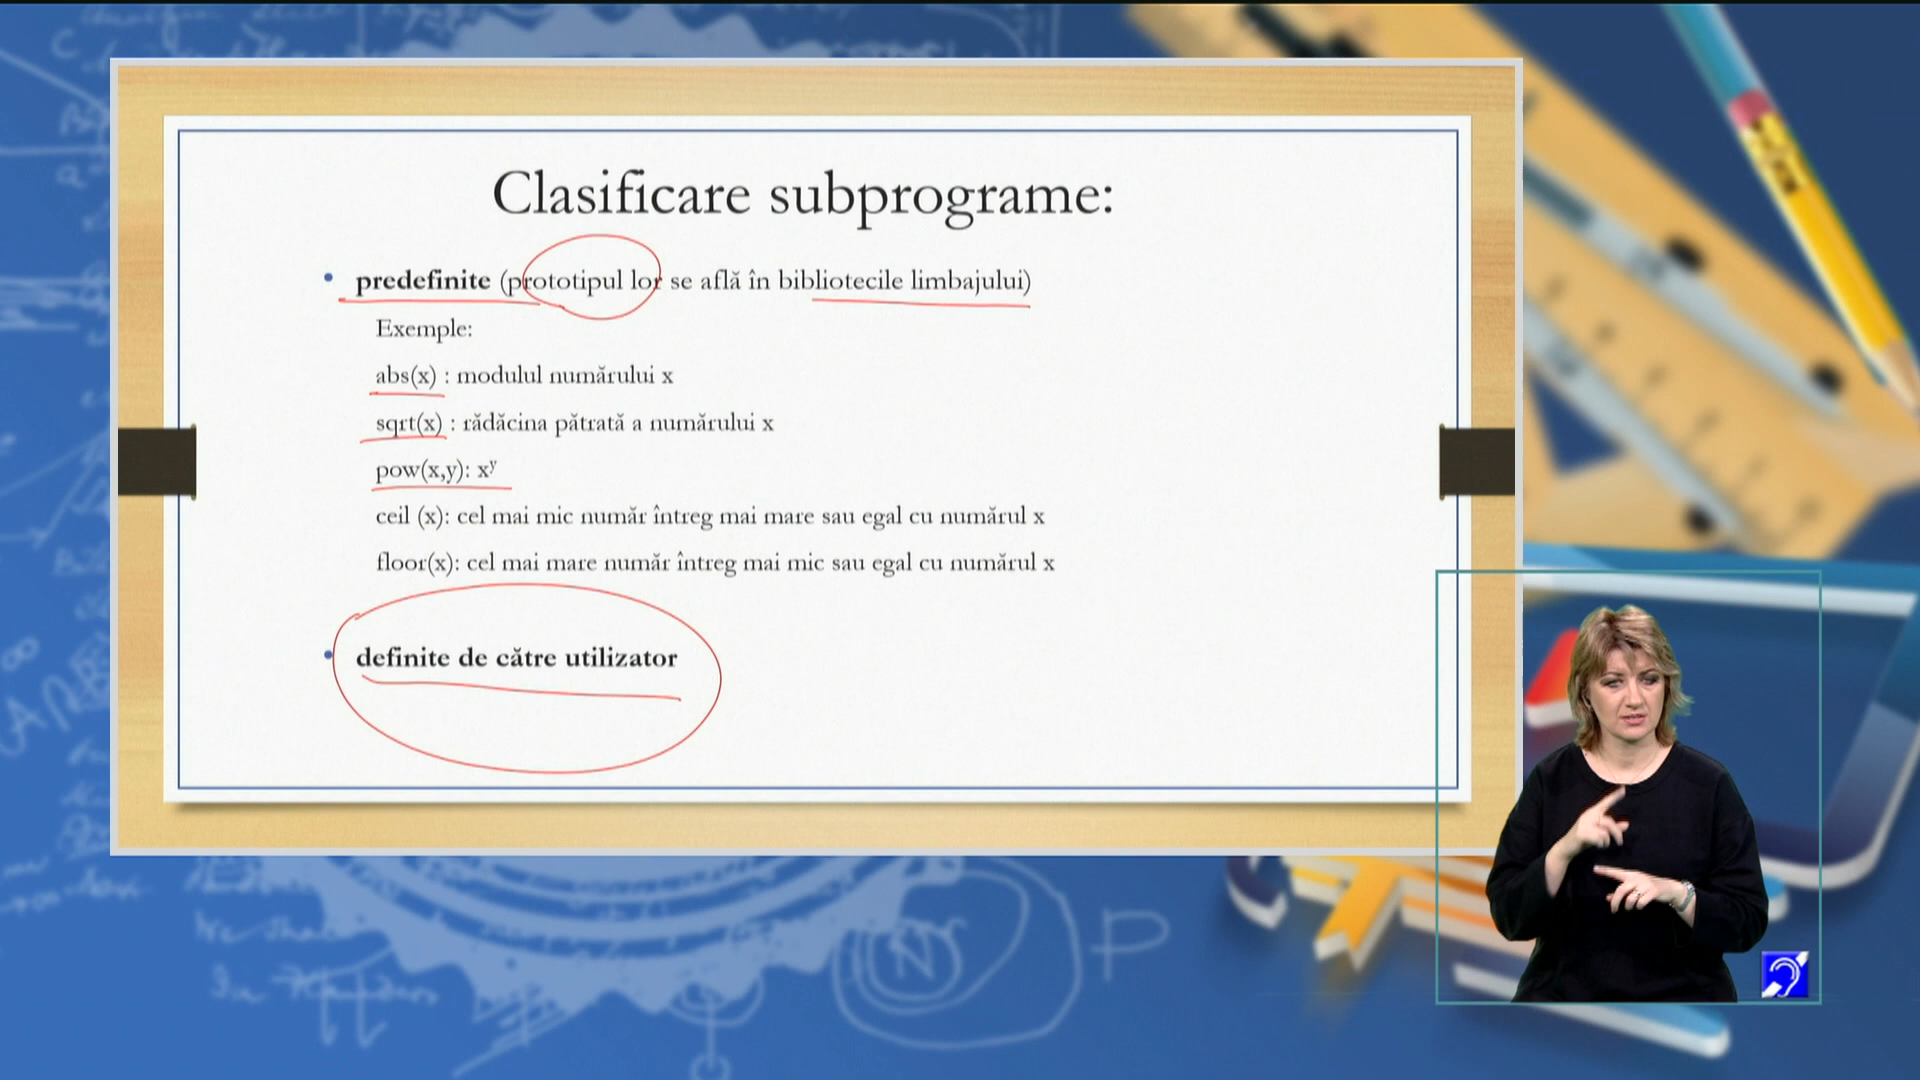 Clasificare subprograme:
• predefinite (prototipul lor se află în bibliotecile limbajului)
Exemple:
abs(x) : modulul numărului x
sqrt(x) : rădăcina pătrată a numărului x
pow(x,y): xʸ
ceil (x): cel mai mic număr întreg mai mare sau egal cu numărul x
floor(x): cel mai mare număr întreg mai mic sau egal cu numărul x
• definite de către utilizator
P